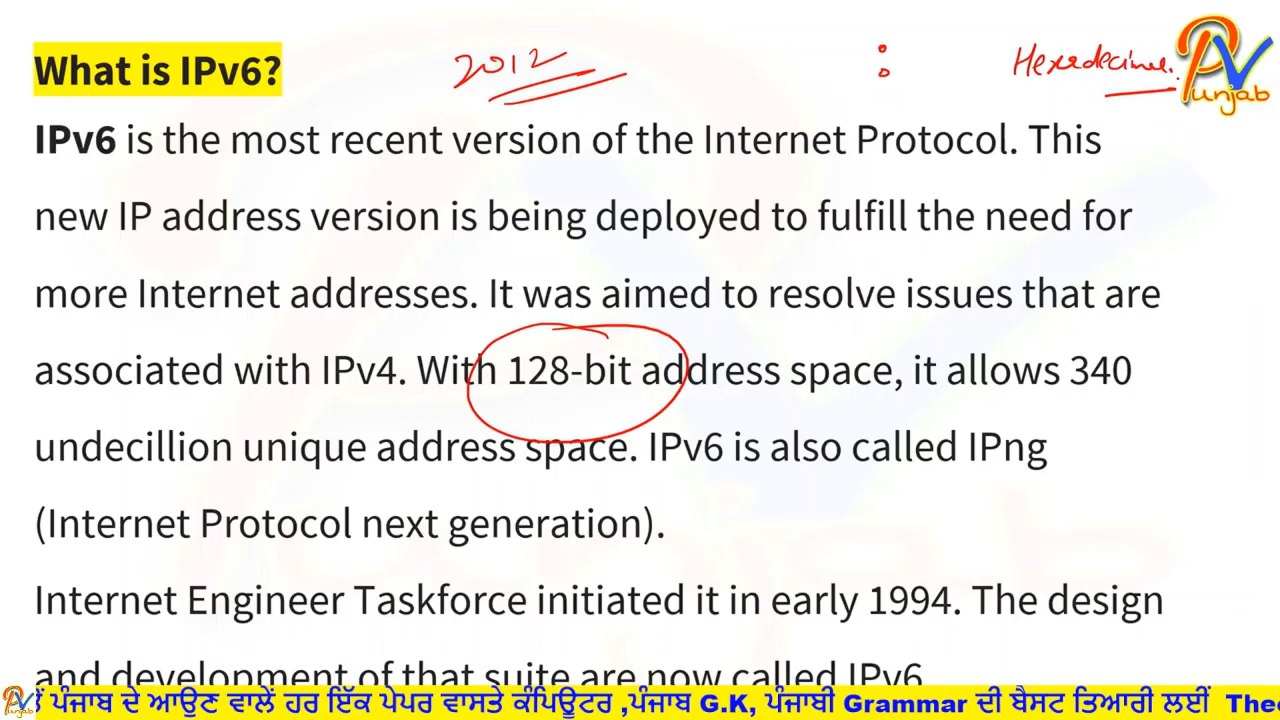 What is IPv6?
2012
:
Hexadecimal
PV
Punjab
IPv6 is the most recent version of the Internet Protocol. This
new IP address version is being deployed to fulfill the need for
more Internet addresses. It was aimed to resolve issues that are
associated with IPv4. With 128-bit address space, it allows 340
undecillion unique address space. IPv6 is also called IPng
(Internet Protocol next generation).
Internet Engineer Taskforce initiated it in early 1994. The design
and development of that suite are now called IPv6
ਪੰਜਾਬ ਦੇ ਆਉਣ ਵਾਲੇਂ ਹਰ ਇੱਕ ਪੇਪਰ ਵਾਸਤੇ ਕੰਪਿਊਟਰ ,ਪੰਜਾਬ G.K, ਪੰਜਾਬੀ Grammar ਦੀ ਬੈਸਟ ਤਿਆਰੀ ਲਈਂ The